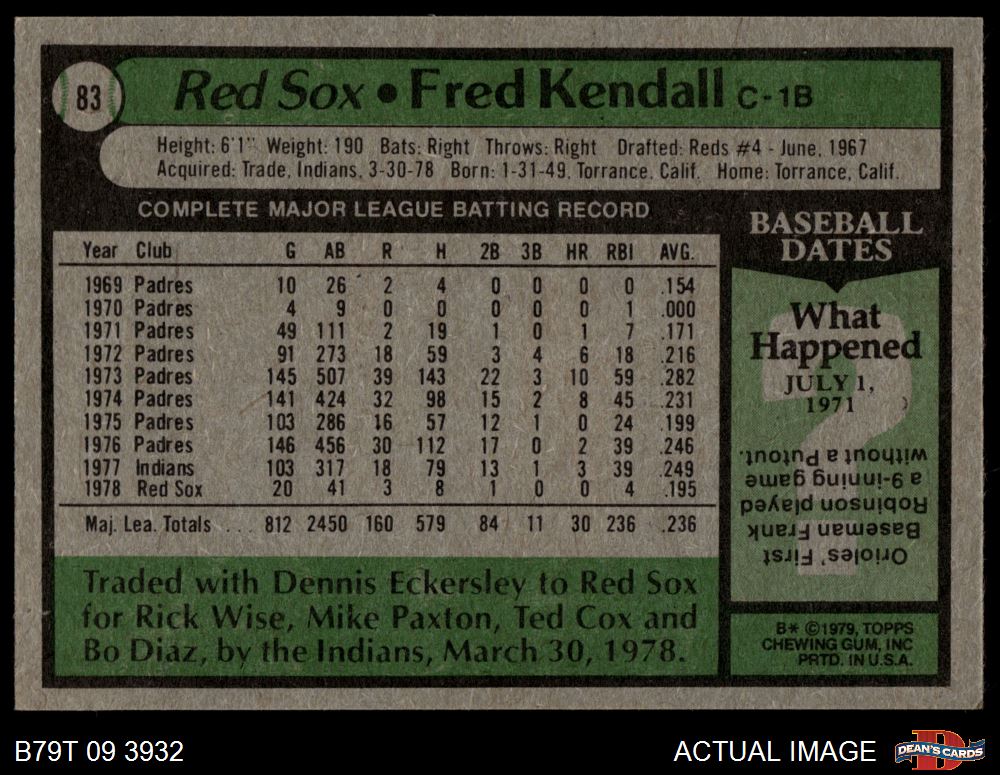 83
Red Sox • Fred Kendall C-1B
Height: 6'1" Weight: 190 Bats: Right Throws: Right Drafted: Reds #4 - June, 1967
Acquired: Trade, Indians, 3-30-78 Born: 1-31-49, Torrance, Calif. Home: Torrance, Calif.
COMPLETE MAJOR LEAGUE BATTING RECORD
Year Club G AB R H 2B 3B HR RBI AVG.
1969 Padres 10 26 2 4 0 0 0 0 .154
1970 Padres 4 9 0 0 0 0 0 1 .000
1971 Padres 49 111 2 19 1 0 1 7 .171
1972 Padres 91 273 18 59 3 4 6 18 .216
1973 Padres 145 507 39 143 22 3 10 59 .282
1974 Padres 141 424 32 98 15 2 8 45 .231
1975 Padres 103 286 16 57 12 1 0 24 .199
1976 Padres 146 456 30 112 17 0 2 39 .246
1977 Indians 103 317 18 79 13 1 3 39 .249
1978 Red Sox 20 41 3 8 1 0 0 4 .195
Maj. Lea. Totals . . . 812 2450 160 579 84 11 30 236 .236
Traded with Dennis Eckersley to Red Sox
for Rick Wise, Mike Paxton, Ted Cox and
Bo Diaz, by the Indians, March 30, 1978.
BASEBALL
DATES
What
Happened
JULY 1,
1971
?
Orioles' First
Baseman Frank
Robinson played
a 9-inning game
without a Putout.
B* ©1979, TOPPS
CHEWING GUM, INC
PRTD. IN U.S.A.
B79T 09 3932
ACTUAL IMAGE
D
DEAN'S CARDS